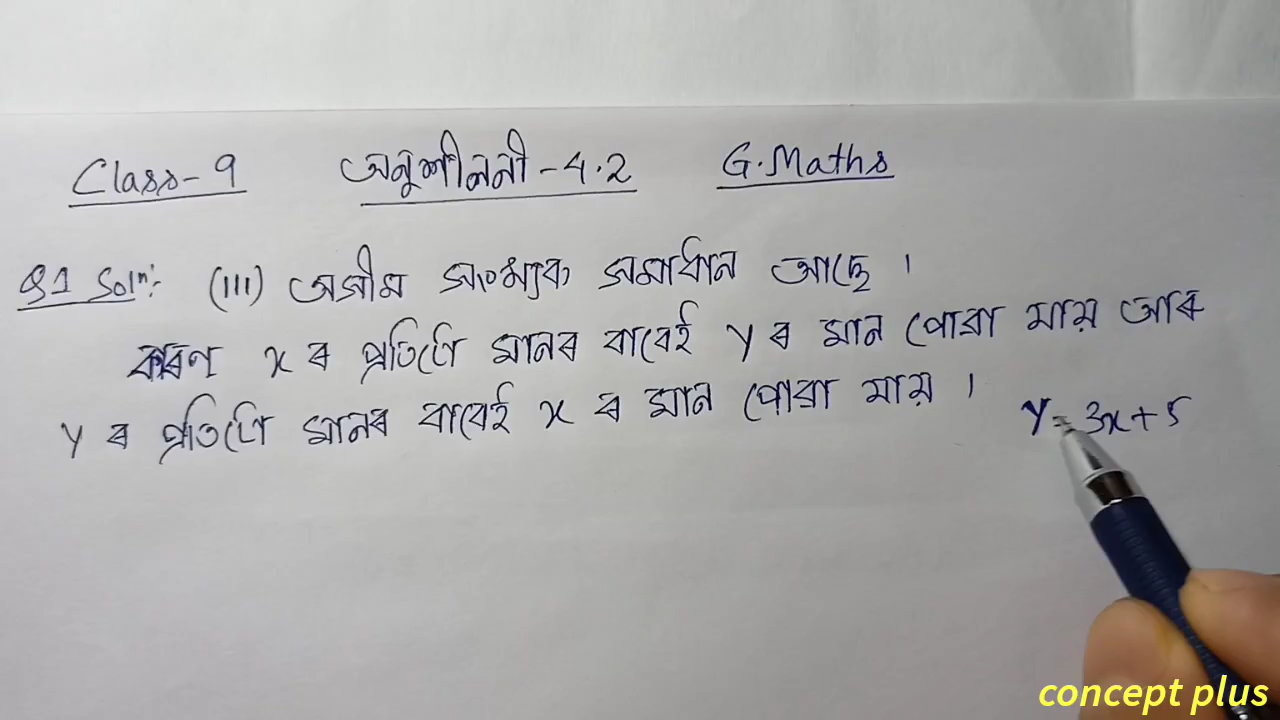 Class-9 অনুশীলনী-4.2 G.Maths
Q1 Solⁿ: (iii) অসীম সংখ্যক সমাধান আছে ।
কাৰণ x ৰ প্ৰতিটো মানৰ বাবেই y ৰ মান পোৱা যায় আৰু
y ৰ প্ৰতিটো মানৰ বাবেই x ৰ মান পোৱা যায় ।
y = 3x + 5
concept plus